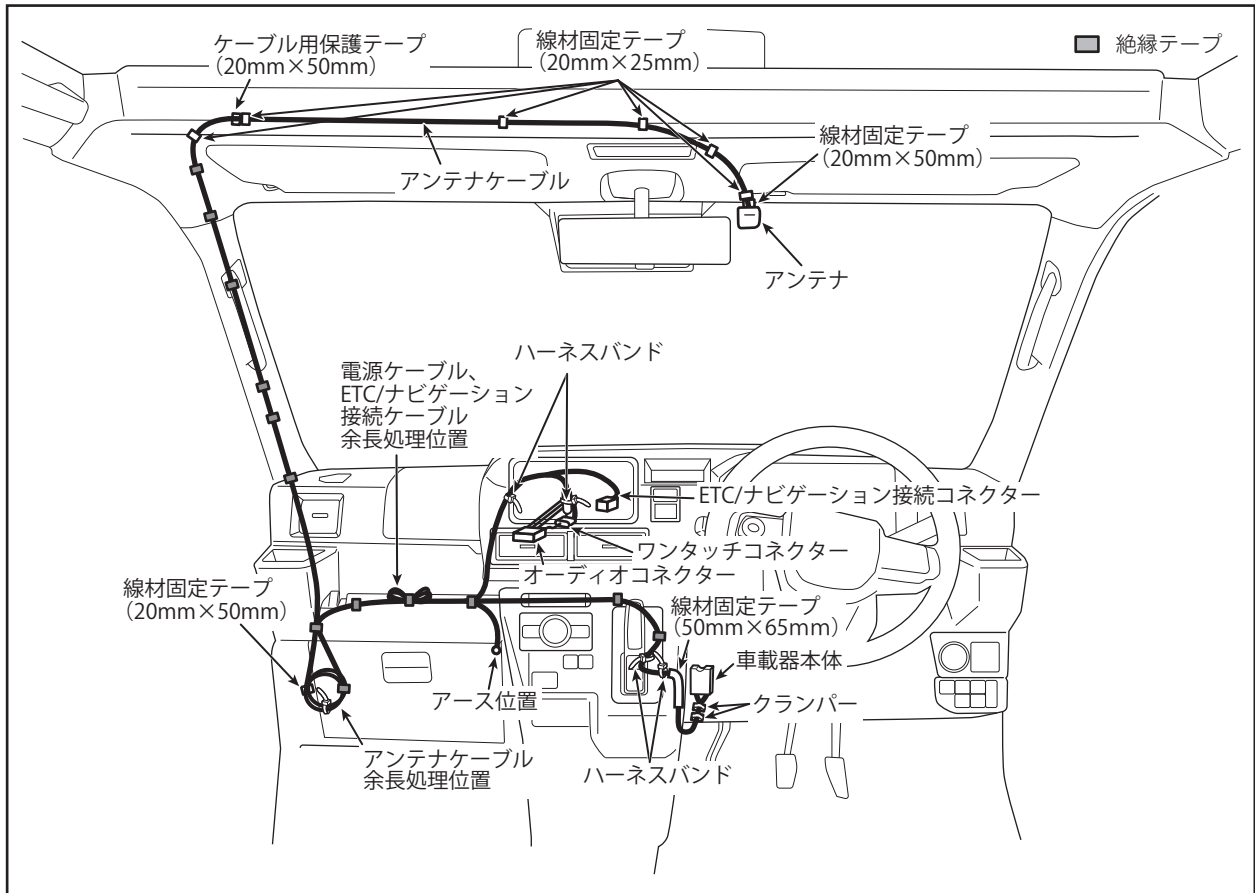 ケーブル用保護テープ
(20mm×50mm)
線材固定テープ
(20mm×25mm)
絶縁テープ
線材固定テープ
(20mm×50mm)
アンテナケーブル
アンテナ
ハーネスバンド
電源ケーブル、
ETC/ナビゲーション
接続ケーブル
余長処理位置
ETC/ナビゲーション接続コネクター
ワンタッチコネクター
オーディオコネクター
線材固定テープ
(20mm×50mm)
線材固定テープ
(50mm×65mm)
車載器本体
アース位置
クランパー
アンテナケーブル
余長処理位置
ハーネスバンド